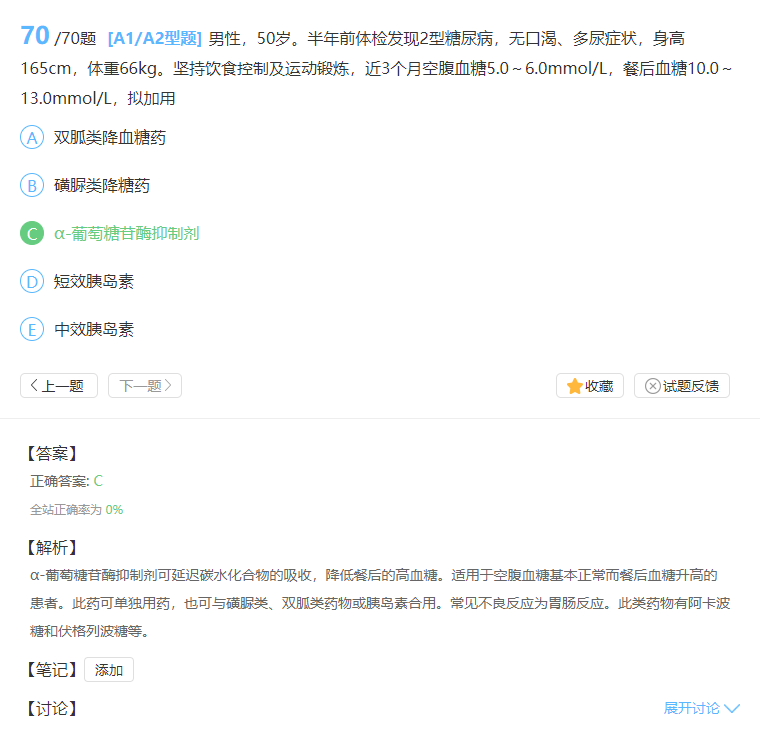 70 /70题 [A1/A2型题] 男性，50岁。半年前体检发现2型糖尿病，无口渴、多尿症状，身高
165cm，体重66kg。坚持饮食控制及运动锻炼，近3个月空腹血糖5.0～6.0mmol/L，餐后血糖10.0～
13.0mmol/L，拟加用
A 双胍类降血糖药
B 磺脲类降糖药
C α-葡萄糖苷酶抑制剂
D 短效胰岛素
E 中效胰岛素
上一题 下一题 收藏 试题反馈
【答案】
正确答案: C
全站正确率为 0%
【解析】
α-葡萄糖苷酶抑制剂可延迟碳水化合物的吸收，降低餐后的高血糖。适用于空腹血糖基本正常而餐后血糖升高的
患者。此药可单独用药，也可与磺脲类、双胍类药物或胰岛素合用。常见不良反应为胃肠反应。此类药物有阿卡波
糖和伏格列波糖等。
【笔记】 添加
【讨论】 展开讨论